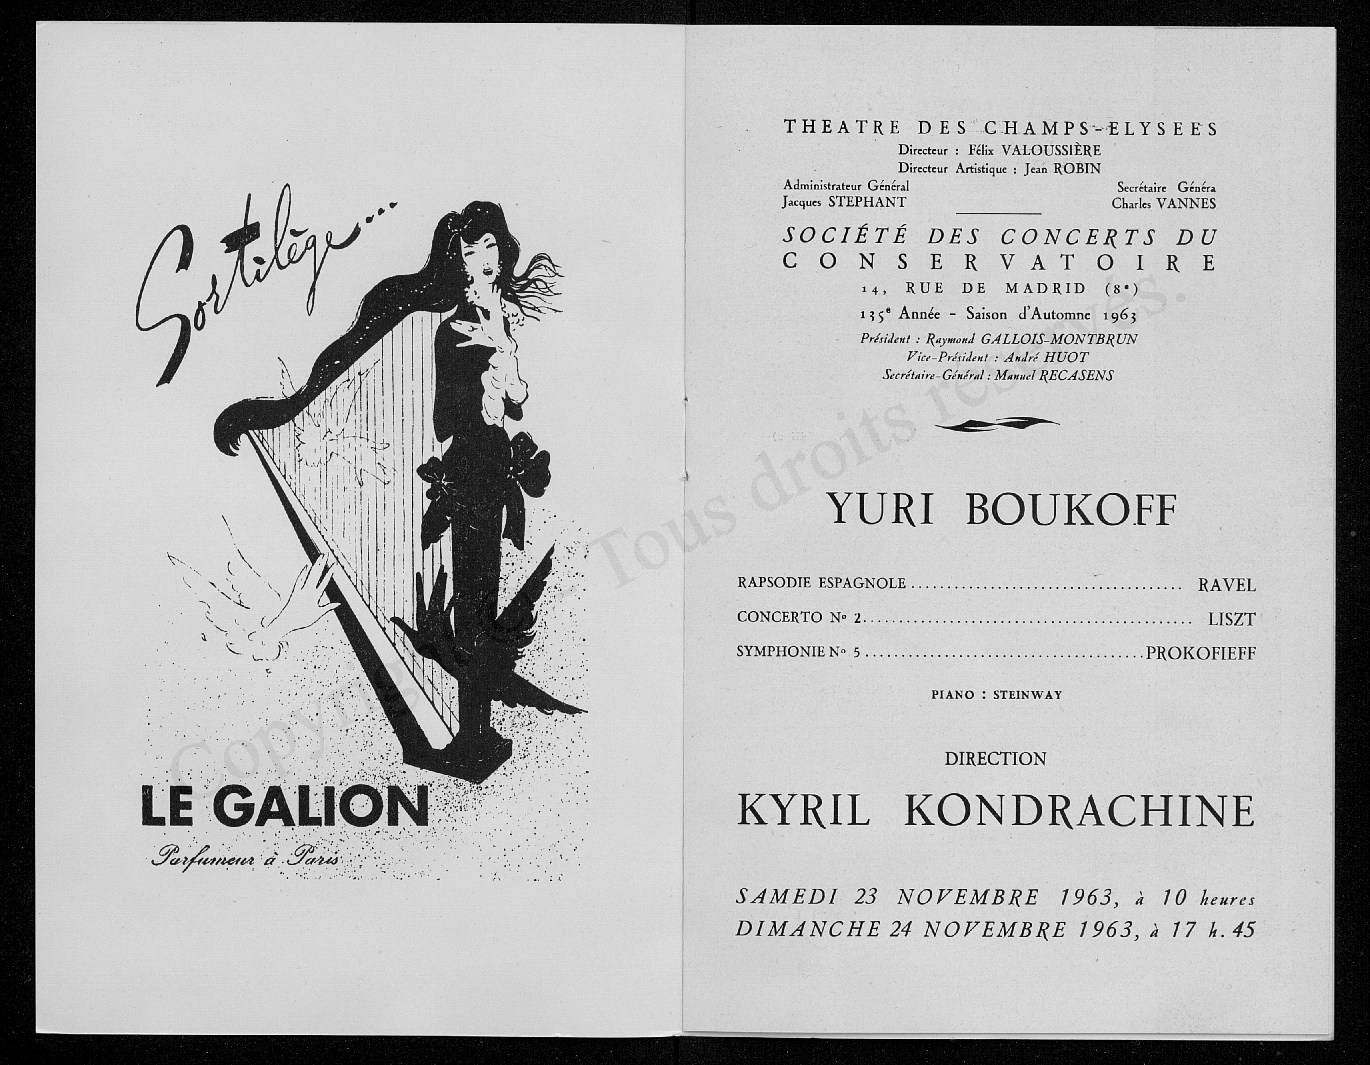 Sortilège...
LE GALION
Parfumeur à Paris
THEATRE DES CHAMPS-ELYSEES
Directeur : Félix VALOUSSIÈRE
Directeur Artistique : Jean ROBIN
Administrateur Général Secrétaire Généra
Jacques STEPHANT Charles VANNES
SOCIÉTÉ DES CONCERTS DU
CONSERVATOIRE
14, RUE DE MADRID (8e)
135e Année - Saison d'Automne 1963
Président : Raymond GALLOIS-MONTBRUN
Vice-Président : André HUOT
Secrétaire-Général : Manuel RECASENS
YURI BOUKOFF
RAPSODIE ESPAGNOLE .................................... RAVEL
CONCERTO No 2............................................. LISZT
SYMPHONIE No 5 ......................................PROKOFIEFF
PIANO : STEINWAY
DIRECTION
KYRIL KONDRACHINE
SAMEDI 23 NOVEMBRE 1963, à 10 heures
DIMANCHE 24 NOVEMBRE 1963, à 17 h. 45
Copyright - Tous droits réservés.